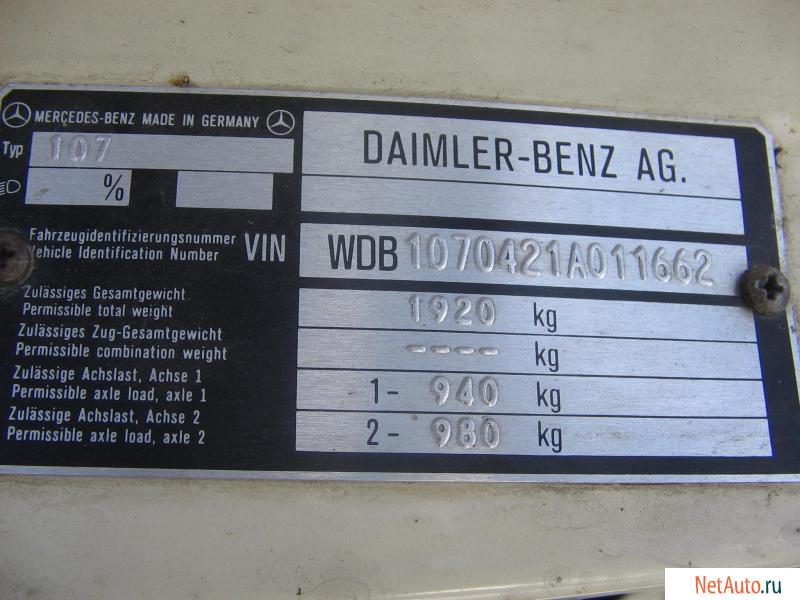 MERCEDES-BENZ MADE IN GERMANY
Typ 107
%
DAIMLER-BENZ AG.
Fahrzeugidentifizierungsnummer
Vehicle Identification Number VIN WDB1070421A011662
Zulässiges Gesamtgewicht
Permissible total weight 1920 kg
Zulässiges Zug-Gesamtgewicht
Permissible combination weight ---- kg
Zulässige Achslast, Achse 1
Permissible axle load, axle 1 1- 940 kg
Zulässige Achslast, Achse 2
Permissible axle load, axle 2 2- 980 kg
NetAuto.ru